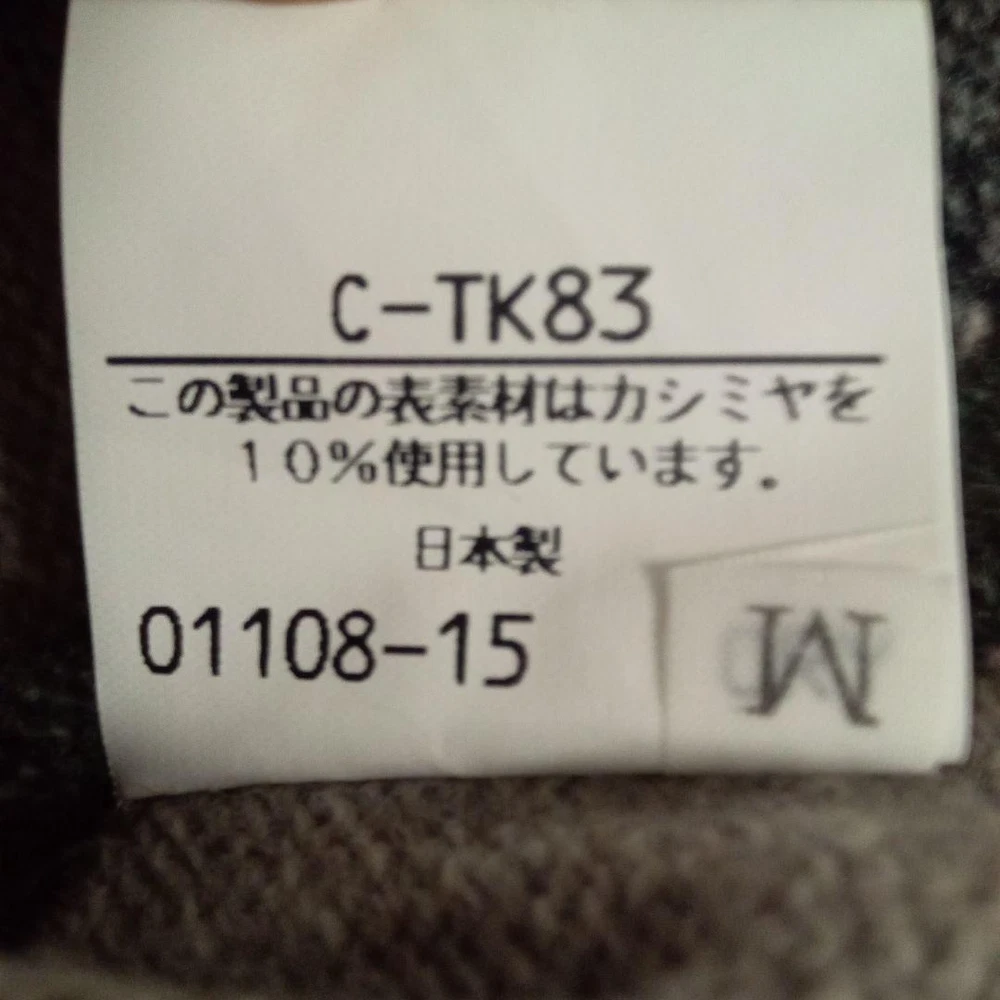 C-TK83
この製品の表素材はカシミヤを
10%使用しています。
日本製
01108-15
M